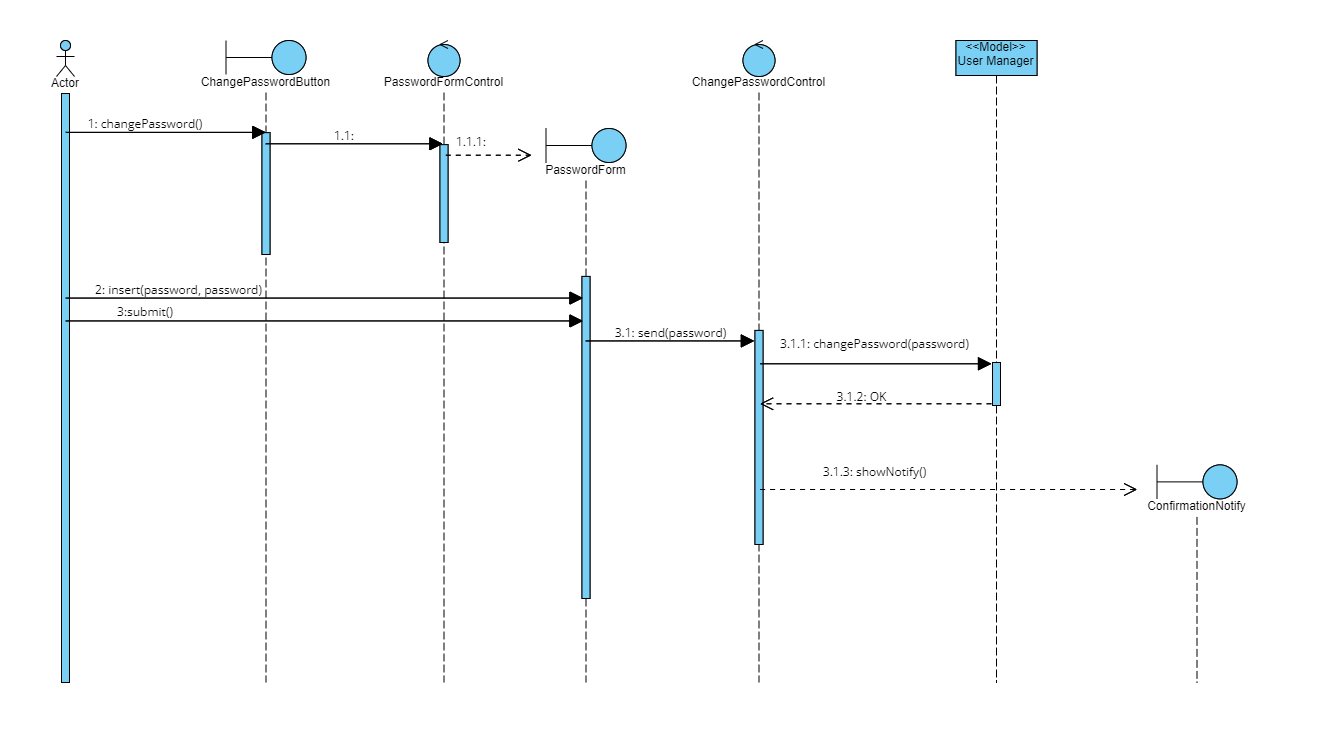 Actor
ChangePasswordButton
PasswordFormControl
ChangePasswordControl
<<Model>>
User Manager
1: changePassword()
1.1:
1.1.1:
PasswordForm
2: insert(password, password)
3:submit()
3.1: send(password)
3.1.1: changePassword(password)
3.1.2: OK
3.1.3: showNotify()
ConfirmationNotify